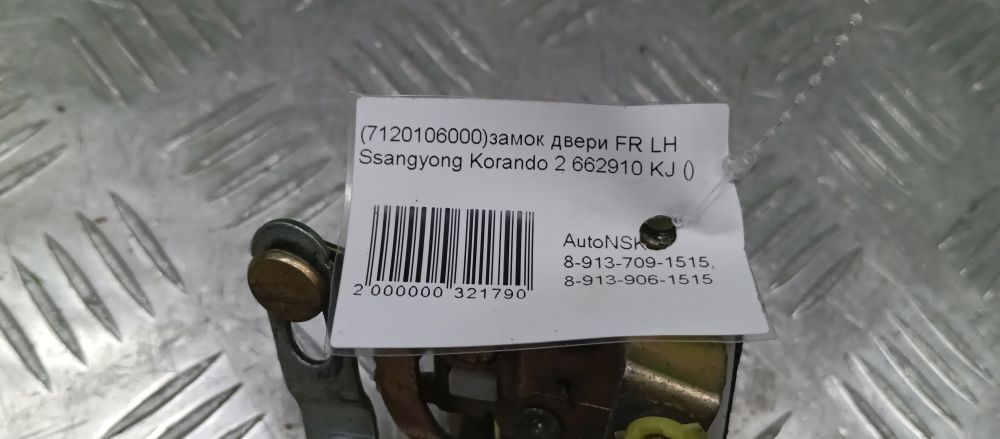 (7120106000)замок двери FR LH
Ssangyong Korando 2 662910 KJ ()
AutoNSK
8-913-709-1515,
8-913-906-1515
2 000000 321790